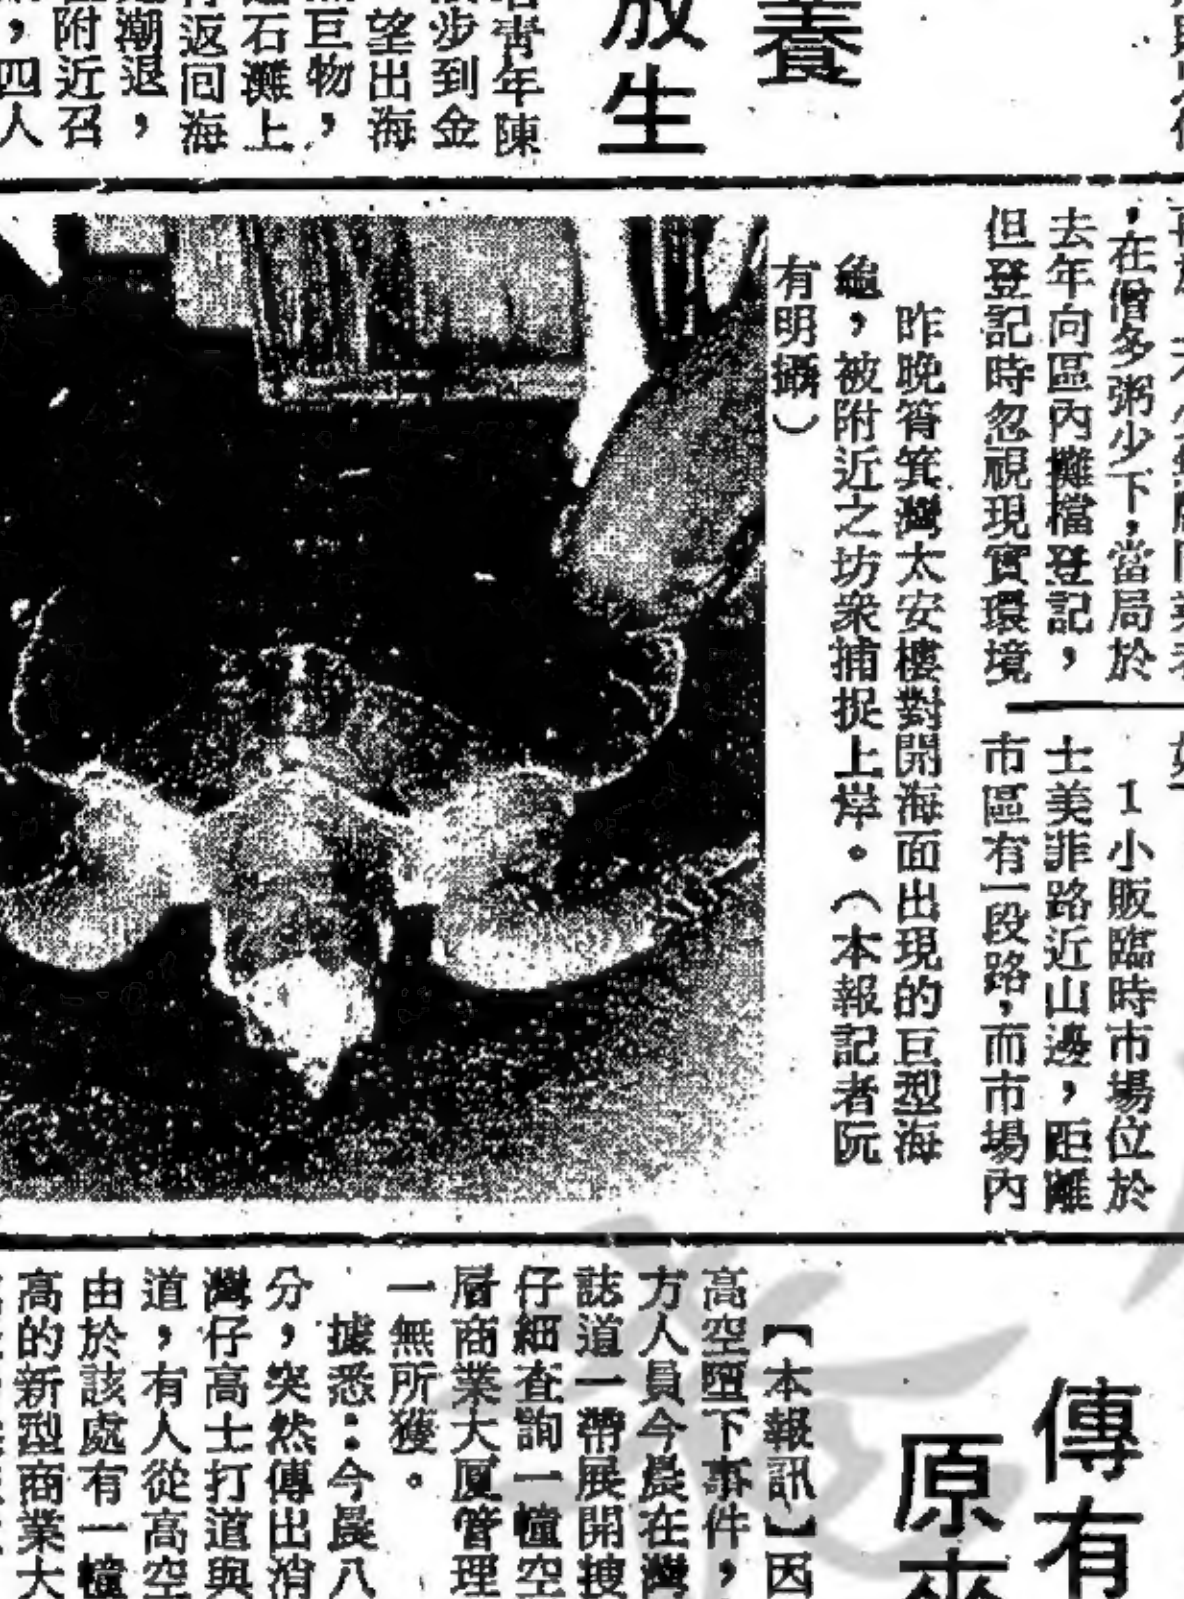 養
放生
青年陳
步到金
望出海
巨物，
石灘上
返回海
潮退，
附近召
，四人
，在僧多粥少下，當局於
去年向區內攤檔登記，
但登記時忽視現實環境
1小販臨時市場位於
士美菲路近山邊，距離
市區有一段路，而市場內
昨晚筲箕灣太安樓對開海面出現的巨型海
龜，被附近之坊衆捕捉上岸。（本報記者阮
有明攝）
傳有
原來
【本報訊】因
高空墮下事件，
方人員今晨在灣
誌道一帶展開搜
仔細查詢一幢空
層商業大厦管理
一無所獲。
據悉：今晨八
分，突然傳出消
灣仔高士打道與
道，有人從高空
由於該處有一幢
高的新型商業大